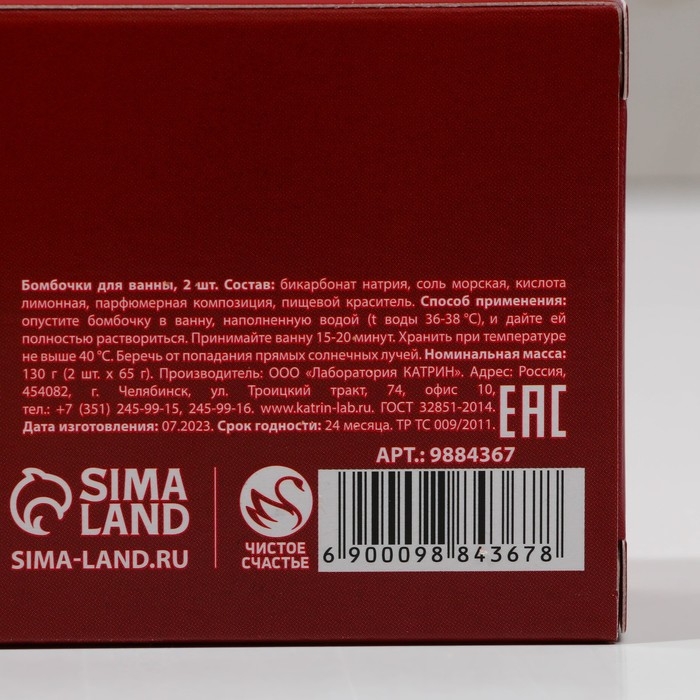 Бомбочки для ванны, 2 шт. Состав: бикарбонат натрия, соль морская, кислота
лимонная, парфюмерная композиция, пищевой краситель. Способ применения:
опустите бомбочку в ванну, наполненную водой (t воды 36-38 °C), и дайте ей
полностью раствориться. Принимайте ванну 15-20 минут. Хранить при температуре
не выше 40 °C. Беречь от попадания прямых солнечных лучей. Номинальная масса:
130 г (2 шт. х 65 г). Производитель: ООО «Лаборатория КАТРИН». Адрес: Россия,
454082, г. Челябинск, ул. Троицкий тракт, 74, офис 10,
тел.: +7 (351) 245-99-15, 245-99-16. www.katrin-lab.ru. ГОСТ 32851-2014.
Дата изготовления: 07.2023. Срок годности: 24 месяца. ТР ТС 009/2011.
EAC
АРТ.: 9884367
SIMA
LAND
SIMA-LAND.RU
ЧИСТОЕ
СЧАСТЬЕ
6 900098 843678